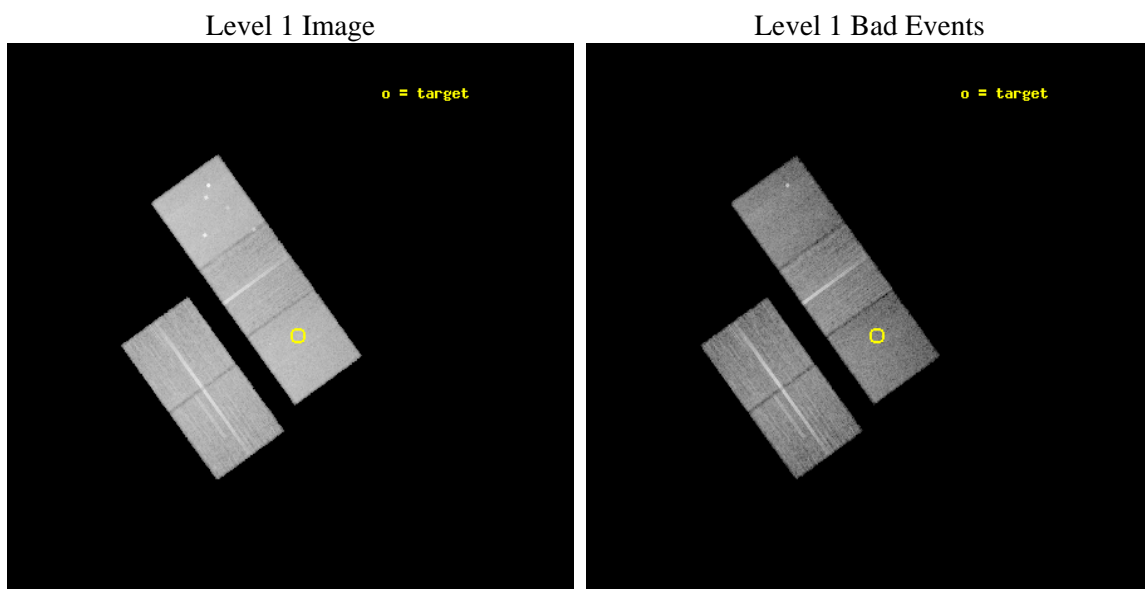 Level 1 Image
Level 1 Bad Events
o = target
o = target